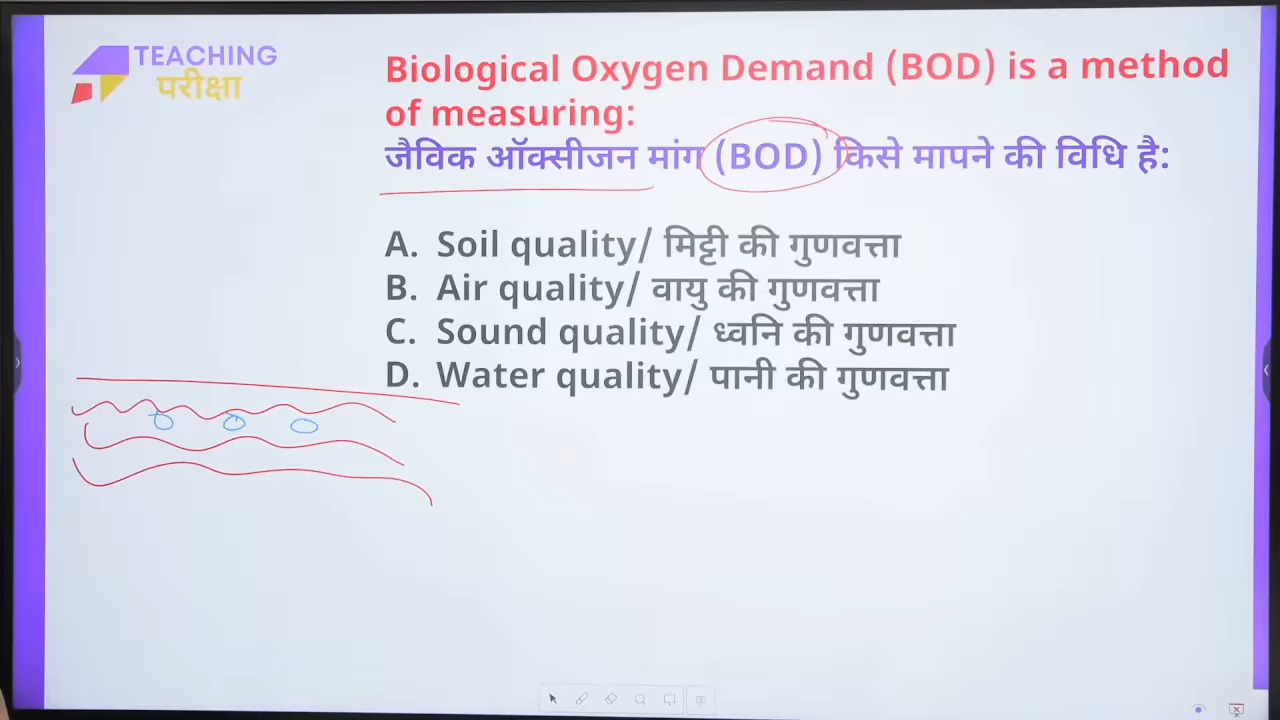 TEACHING
परीक्षा
Biological Oxygen Demand (BOD) is a method
of measuring:
जैविक ऑक्सीजन मांग (BOD) किसे मापने की विधि है:
A. Soil quality/ मिट्टी की गुणवत्ता
B. Air quality/ वायु की गुणवत्ता
C. Sound quality/ ध्वनि की गुणवत्ता
D. Water quality/ पानी की गुणवत्ता